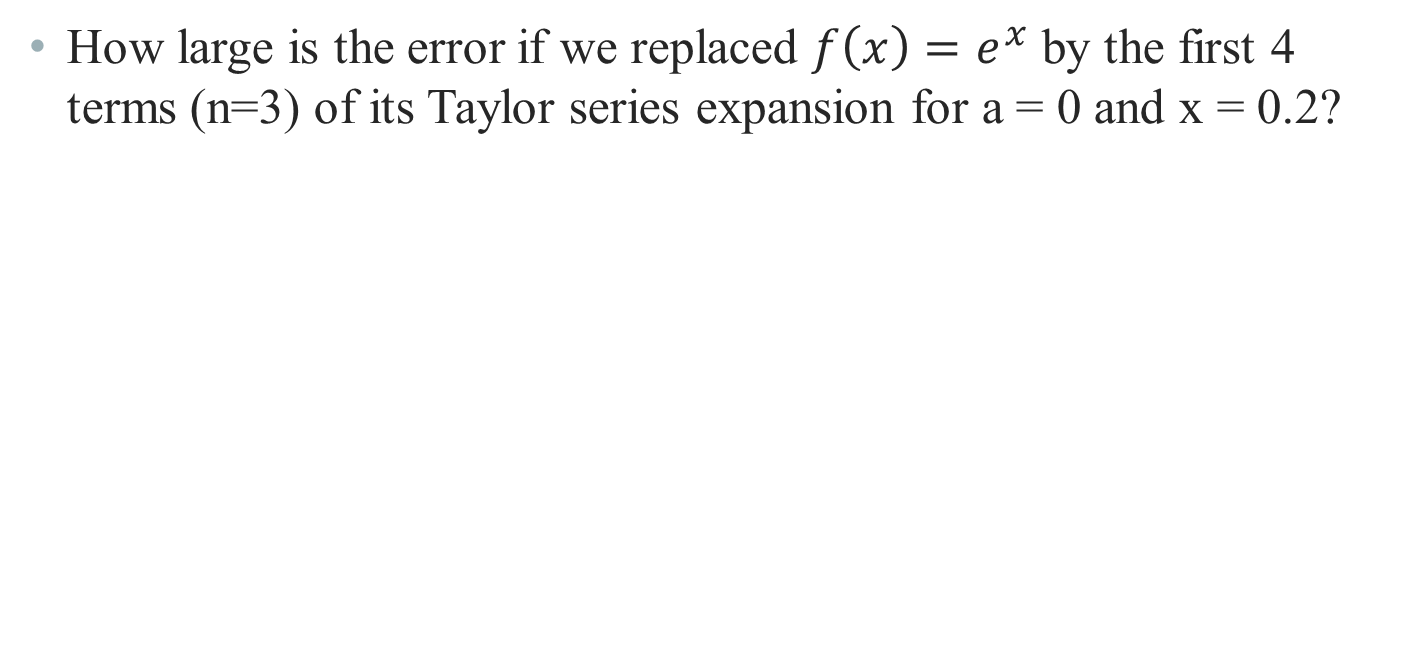 • How large is the error if we replaced f(x) = eˣ by the first 4
terms (n=3) of its Taylor series expansion for a = 0 and x = 0.2?